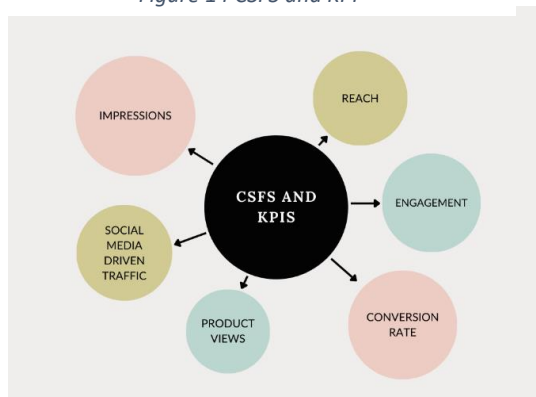 CSFS AND
KPIS
IMPRESSIONS
REACH
ENGAGEMENT
CONVERSION
RATE
PRODUCT
VIEWS
SOCIAL
MEDIA
DRIVEN
TRAFFIC